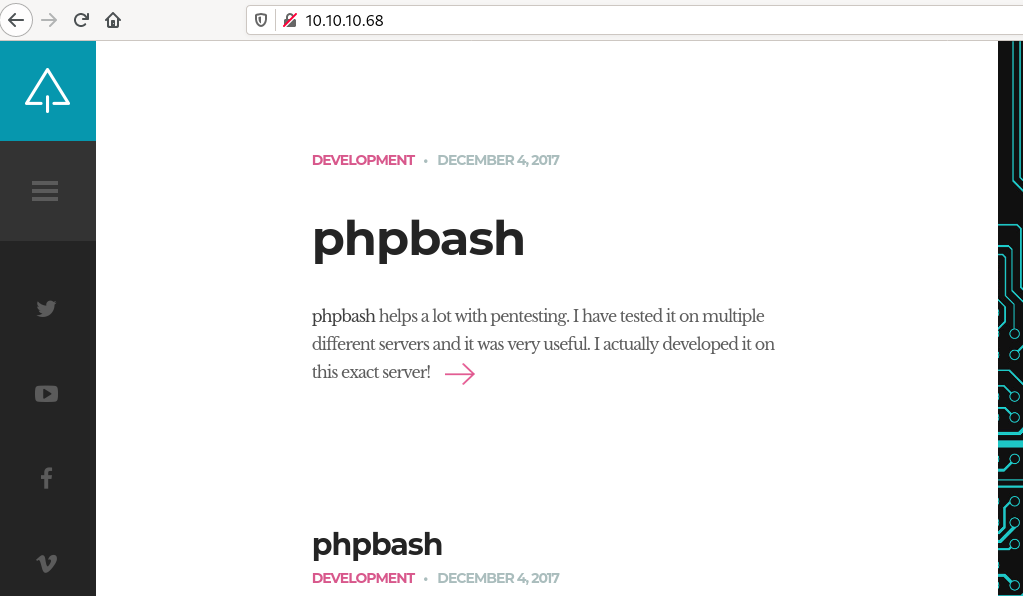 10.10.10.68
DEVELOPMENT • DECEMBER 4, 2017
phpbash
phpbash helps a lot with pentesting. I have tested it on multiple
different servers and it was very useful. I actually developed it on
this exact server!
phpbash
DEVELOPMENT • DECEMBER 4, 2017